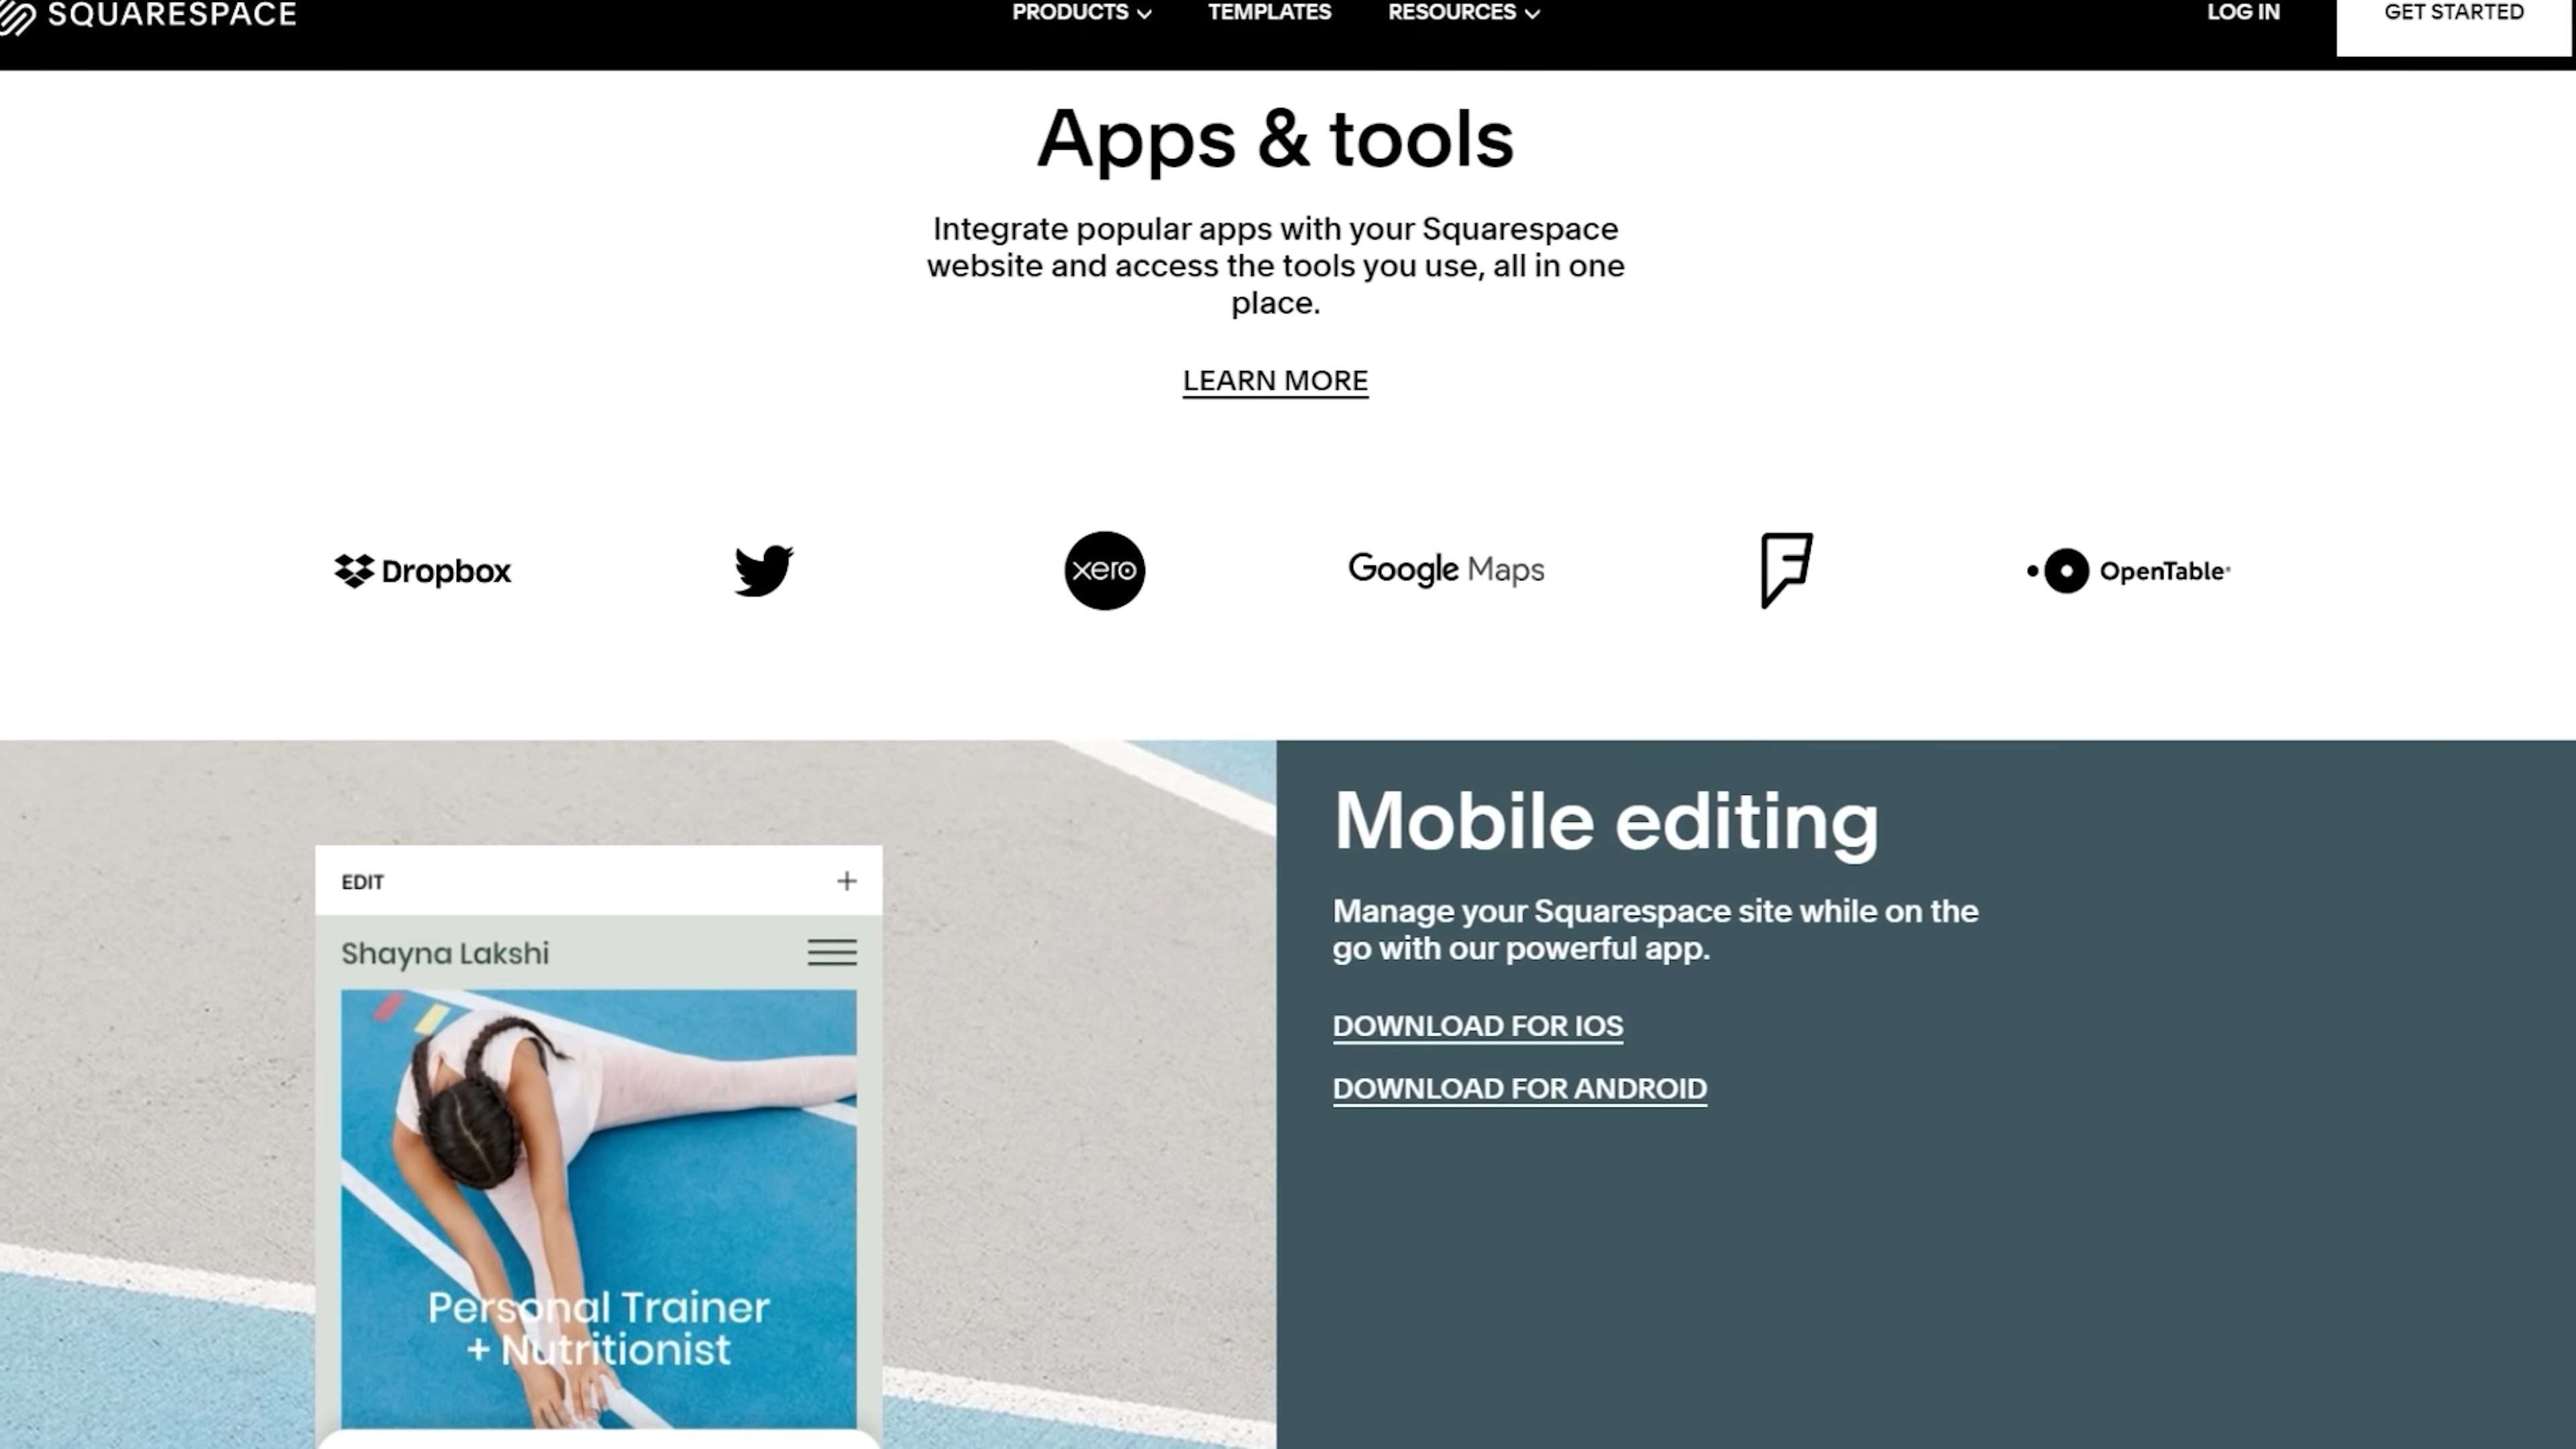 SQUARESPACE
PRODUCTS
TEMPLATES
RESOURCES
LOG IN
GET STARTED
Apps & tools
Integrate popular apps with your Squarespace
website and access the tools you use, all in one
place.
LEARN MORE
Dropbox
xero
Google Maps
OpenTable
EDIT +
Shayna Lakshi
Personal Trainer
+ Nutritionist
Mobile editing
Manage your Squarespace site while on the
go with our powerful app.
DOWNLOAD FOR IOS
DOWNLOAD FOR ANDROID